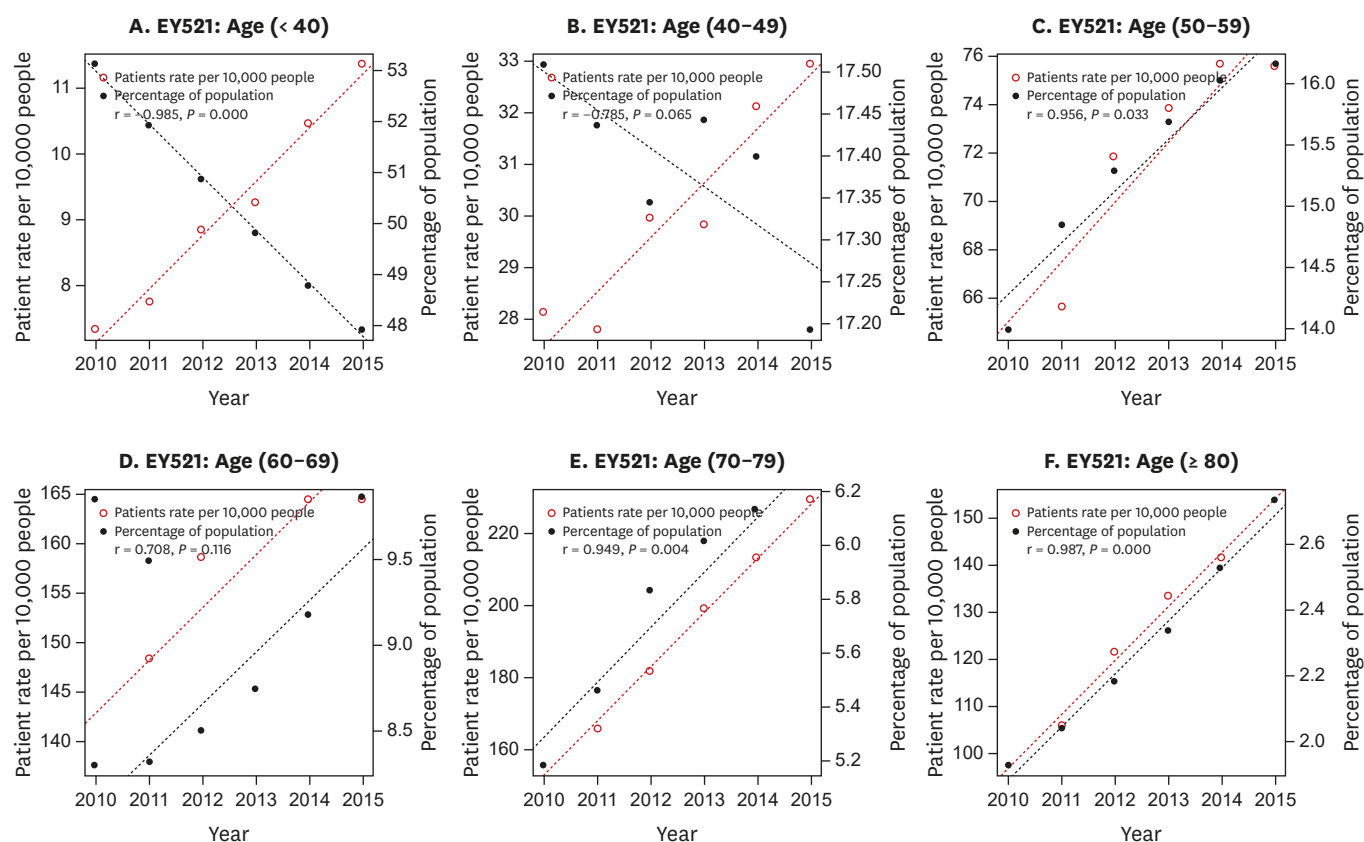 A. EY521: Age (< 40)
Patient rate per 10,000 people
11
10
9
8
Patients rate per 10,000 people
Percentage of population
r = −0.985, P = 0.000
53
52
51
50
49
48
Percentage of population
2010 2011 2012 2013 2014 2015
Year
B. EY521: Age (40−49)
Patient rate per 10,000 people
33
32
31
30
29
28
Patients rate per 10,000 people
Percentage of population
r = −0.785, P = 0.065
17.50
17.45
17.40
17.35
17.30
17.25
17.20
Percentage of population
2010 2011 2012 2013 2014 2015
Year
C. EY521: Age (50−59)
Patient rate per 10,000 people
76
74
72
70
68
66
Patients rate per 10,000 people
Percentage of population
r = 0.956, P = 0.033
16.0
15.5
15.0
14.5
14.0
Percentage of population
2010 2011 2012 2013 2014 2015
Year
D. EY521: Age (60−69)
Patient rate per 10,000 people
165
160
155
150
145
140
Patients rate per 10,000 people
Percentage of population
r = 0.708, P = 0.116
9.5
9.0
8.5
Percentage of population
2010 2011 2012 2013 2014 2015
Year
E. EY521: Age (70−79)
Patient rate per 10,000 people
220
200
180
160
Patients rate per 10,000 people
Percentage of population
r = 0.949, P = 0.004
6.2
6.0
5.8
5.6
5.4
5.2
Percentage of population
2010 2011 2012 2013 2014 2015
Year
F. EY521: Age (≥ 80)
Patient rate per 10,000 people
150
140
130
120
110
100
Patients rate per 10,000 people
Percentage of population
r = 0.987, P = 0.000
2.6
2.4
2.2
2.0
Percentage of population
2010 2011 2012 2013 2014 2015
Year